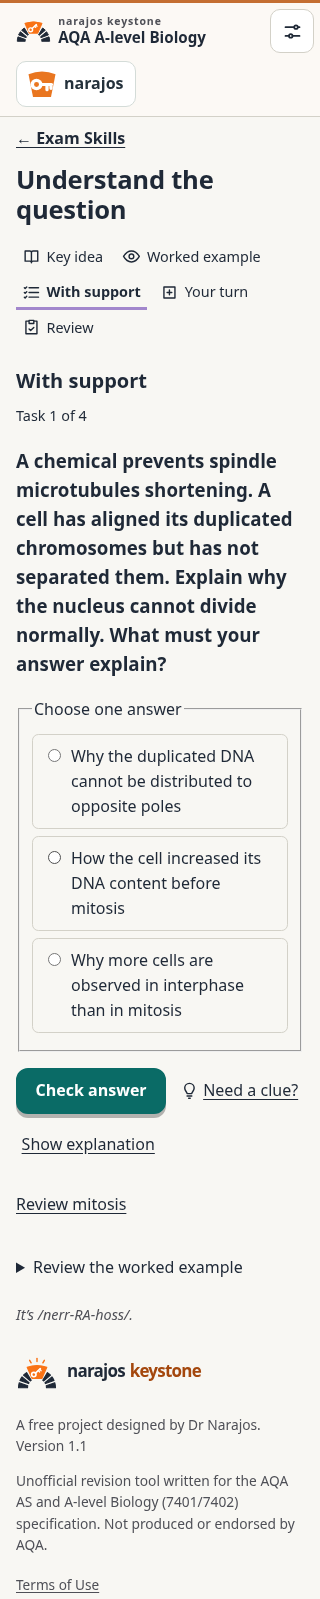 narajos keystone
AQA A-level Biology
narajos
← Exam Skills
Understand the
question
Key idea
Worked example
With support
Your turn
Review
With support
Task 1 of 4
A chemical prevents spindle
microtubules shortening. A
cell has aligned its duplicated
chromosomes but has not
separated them. Explain why
the nucleus cannot divide
normally. What must your
answer explain?
Choose one answer
Why the duplicated DNA
cannot be distributed to
opposite poles
How the cell increased its
DNA content before
mitosis
Why more cells are
observed in interphase
than in mitosis
Check answer
Need a clue?
Show explanation
Review mitosis
Review the worked example
It’s /nerr-RA-hoss/.
narajos keystone
A free project designed by Dr Narajos.
Version 1.1
Unofficial revision tool written for the AQA
AS and A-level Biology (7401/7402)
specification. Not produced or endorsed by
AQA.
Terms of Use